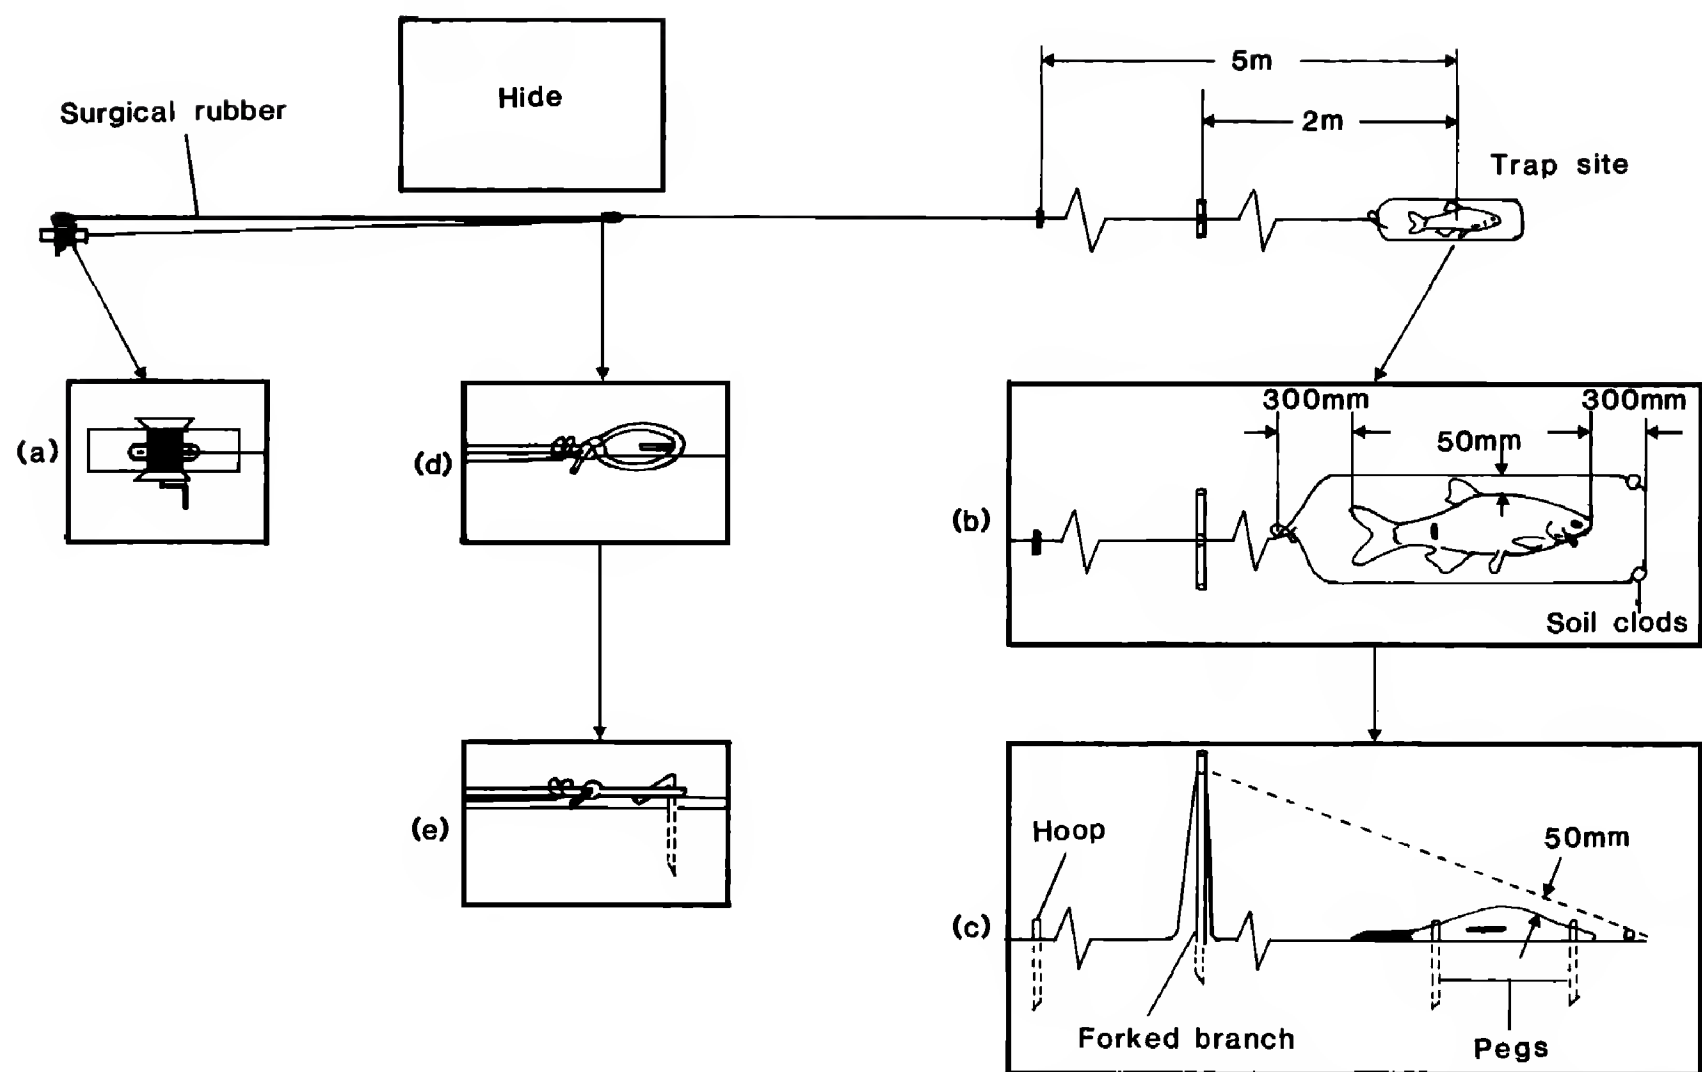 Hide
5m
Surgical rubber
2m
Trap site
(a)
(d)
(b)
300mm
300mm
50mm
Soil clods
(e)
(c)
Hoop
50mm
Forked branch
Pegs